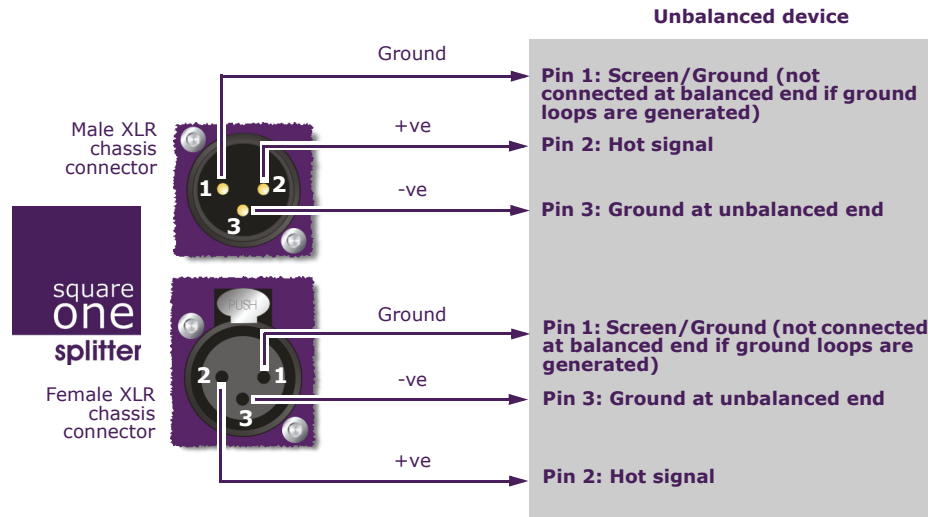 Unbalanced device
Ground
Pin 1: Screen/Ground (not
connected at balanced end if ground
loops are generated)
Male XLR
chassis
connector
+ve
Pin 2: Hot signal
1
2
-ve
Pin 3: Ground at unbalanced end
3
square
one
splitter
PUSH
Ground
Pin 1: Screen/Ground (not connected
at balanced end if ground loops are
generated)
2
1
-ve
Pin 3: Ground at unbalanced end
3
Female XLR
chassis
connector
+ve
Pin 2: Hot signal